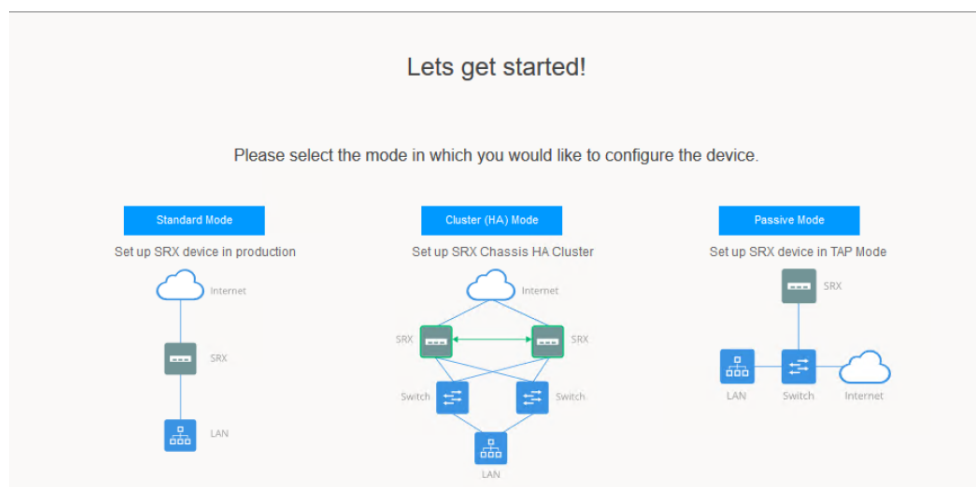 Lets get started!
Please select the mode in which you would like to configure the device.
Standard Mode
Set up SRX device in production
Internet
SRX
LAN
Cluster (HA) Mode
Set up SRX Chassis HA Cluster
Internet
SRX
SRX
Switch
Switch
LAN
Passive Mode
Set up SRX device in TAP Mode
SRX
LAN
Switch
Internet